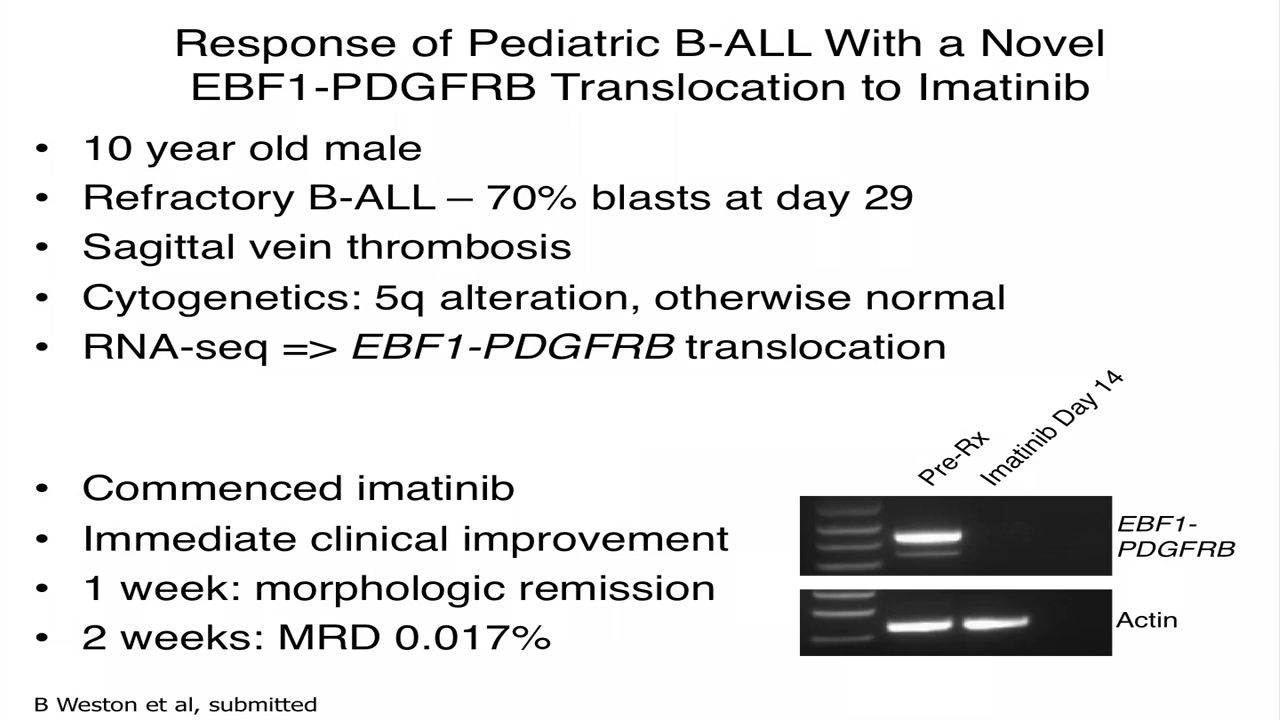 Response of Pediatric B-ALL With a Novel
EBF1-PDGFRB Translocation to Imatinib
• 10 year old male
• Refractory B-ALL – 70% blasts at day 29
• Sagittal vein thrombosis
• Cytogenetics: 5q alteration, otherwise normal
• RNA-seq => EBF1-PDGFRB translocation
• Commenced imatinib
• Immediate clinical improvement
• 1 week: morphologic remission
• 2 weeks: MRD 0.017%
Pre-Rx
Imatinib Day 14
EBF1-
PDGFRB
Actin
B Weston et al, submitted